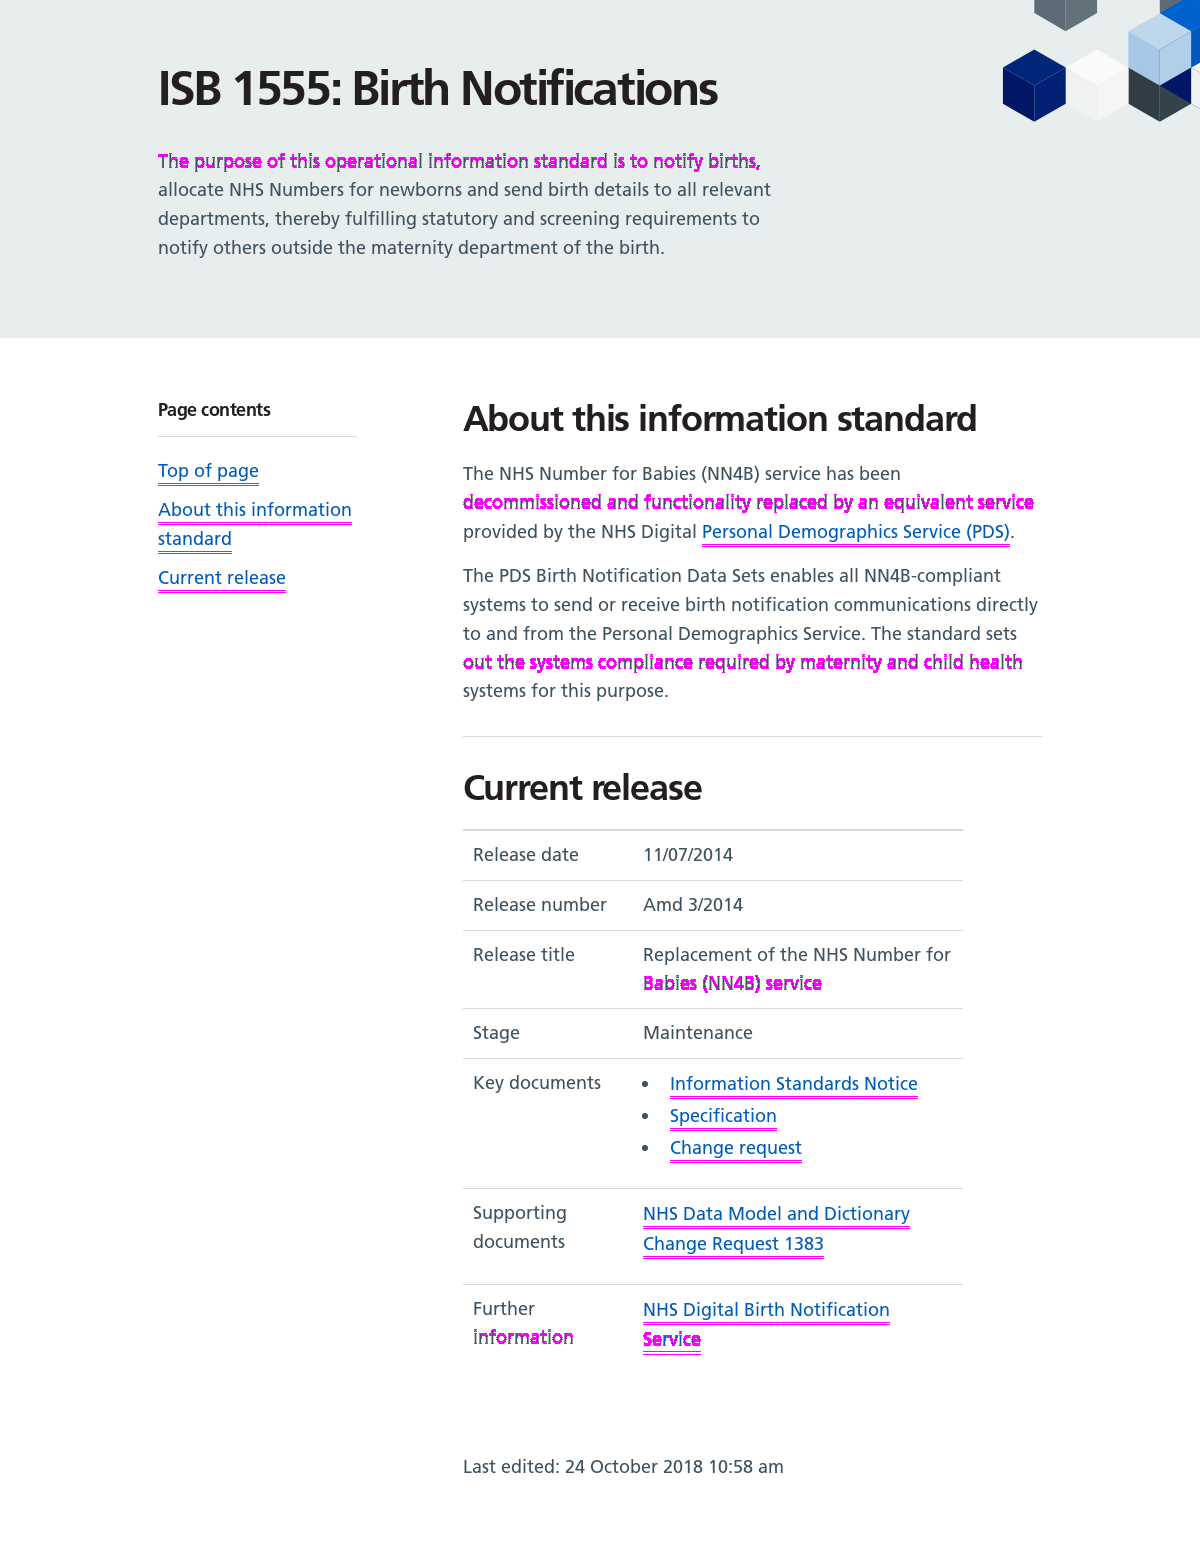 ISB 1555: Birth Notifications
The purpose of this operational information standard is to notify births,
allocate NHS Numbers for newborns and send birth details to all relevant
departments, thereby fulfilling statutory and screening requirements to
notify others outside the maternity department of the birth.
Page contents
Top of page
About this information
standard
Current release
About this information standard
The NHS Number for Babies (NN4B) service has been
decommissioned and functionality replaced by an equivalent service
provided by the NHS Digital Personal Demographics Service (PDS).
The PDS Birth Notification Data Sets enables all NN4B-compliant
systems to send or receive birth notification communications directly
to and from the Personal Demographics Service. The standard sets
out the systems compliance required by maternity and child health
systems for this purpose.
Current release
Release date 11/07/2014
Release number Amd 3/2014
Release title Replacement of the NHS Number for
Babies (NN4B) service
Stage Maintenance
Key documents • Information Standards Notice
• Specification
• Change request
Supporting NHS Data Model and Dictionary
documents Change Request 1383
Further NHS Digital Birth Notification
information Service
Last edited: 24 October 2018 10:58 am